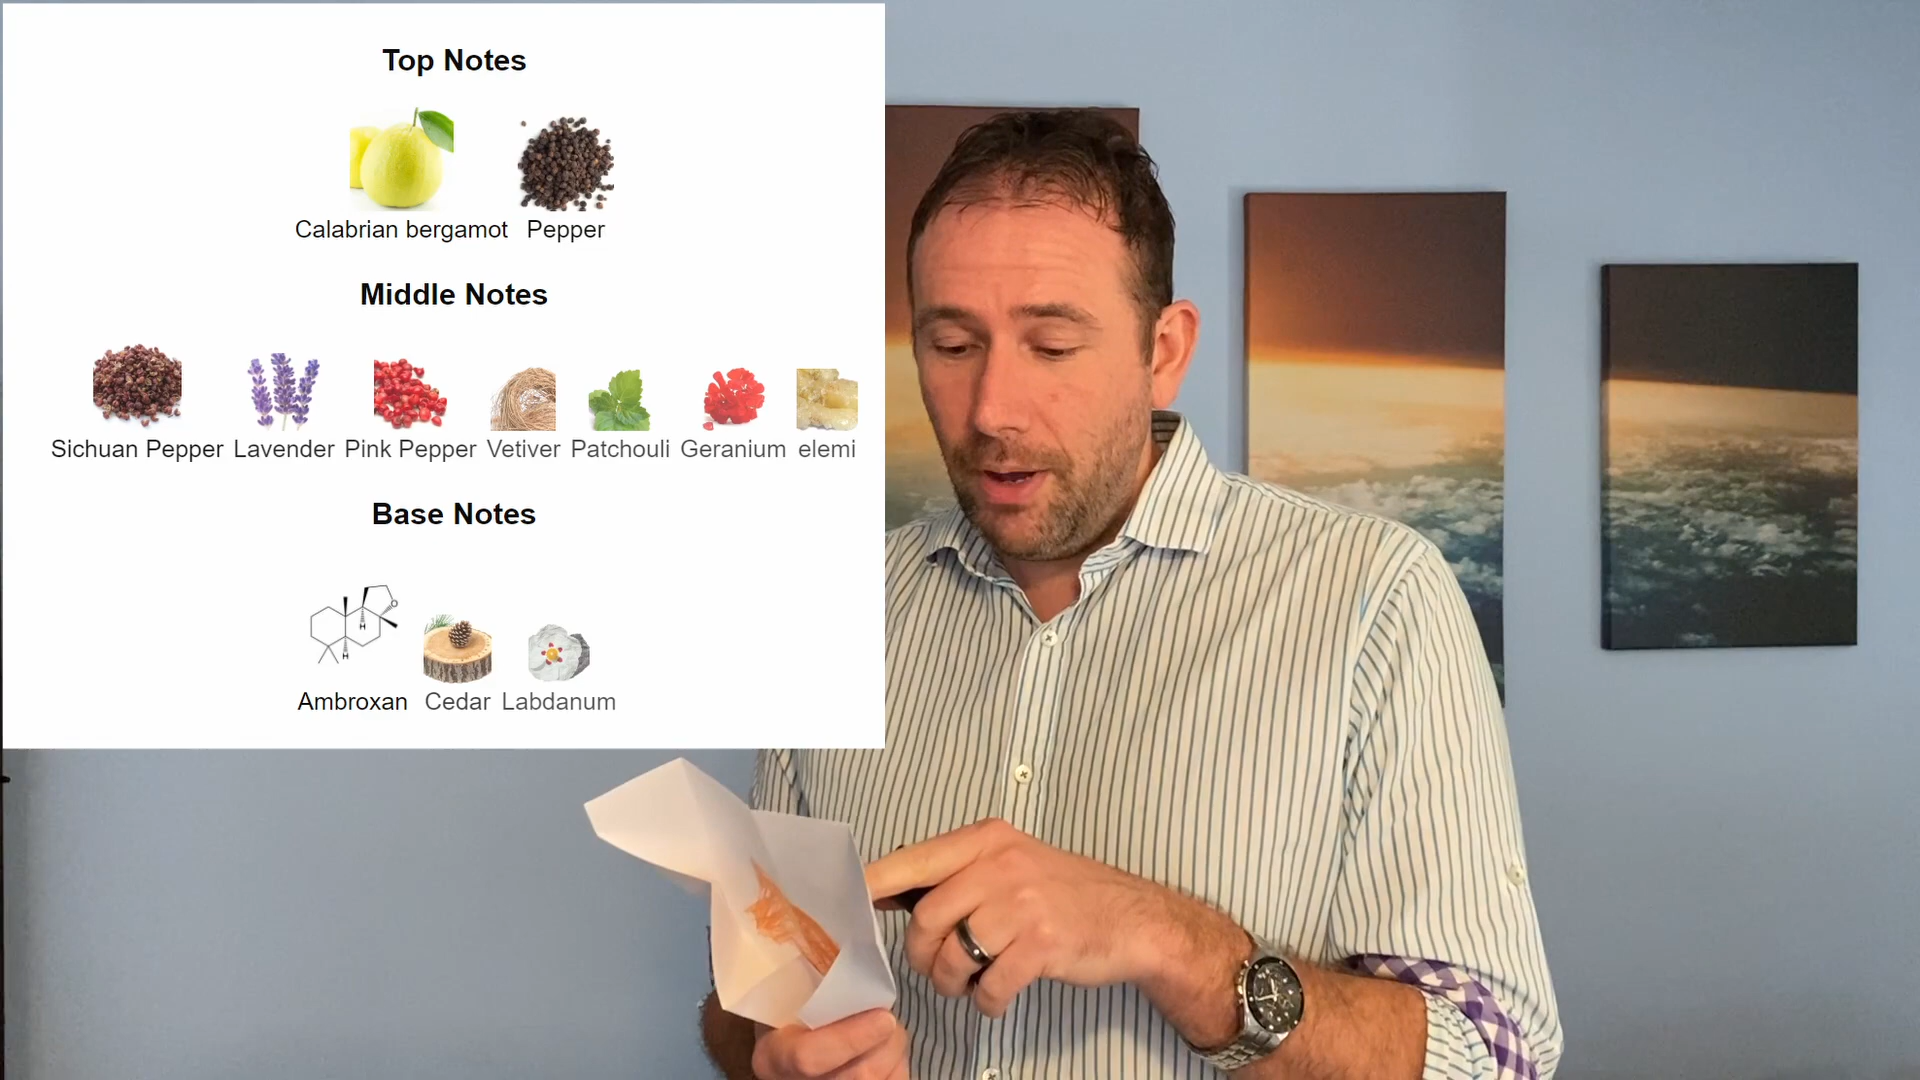 Top Notes
Calabrian bergamot Pepper
Middle Notes
Sichuan Pepper Lavender Pink Pepper Vetiver Patchouli Geranium elemi
Base Notes
O
H
H
Ambroxan Cedar Labdanum